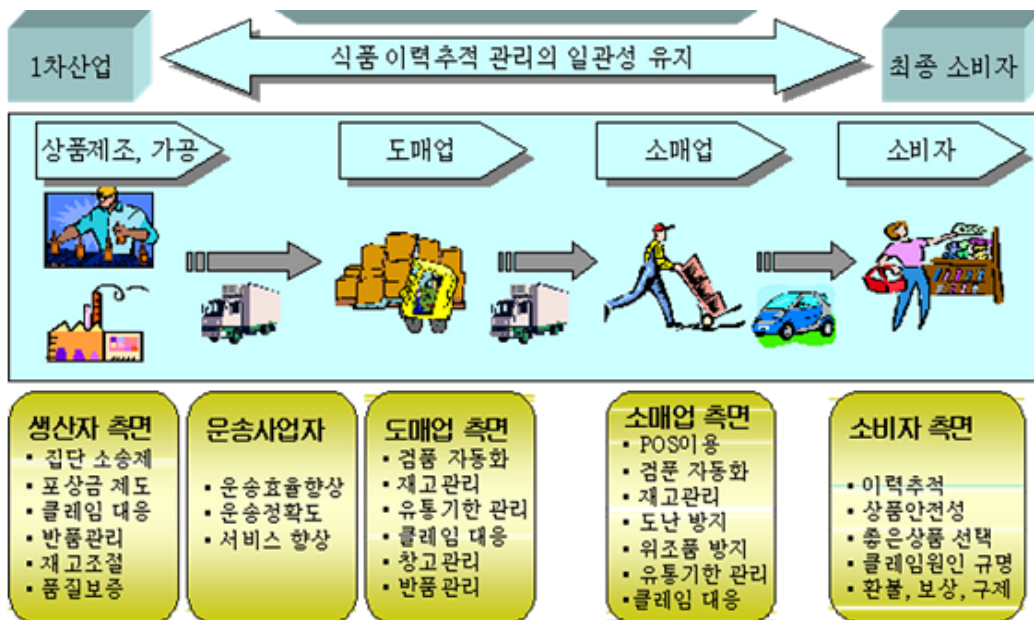 1차산업
식품 이력추적 관리의 일관성 유지
최종 소비자
상품제조, 가공
도매업
소매업
소비자
생산자 측면
▪ 집단 소송제
▪ 포상금 제도
▪ 클레임 대응
▪ 반품관리
▪ 재고조절
▪ 품질보증
운송사업자
▪ 운송효율향상
▪ 운송정확도
▪ 서비스 향상
도매업 측면
▪ 검품 자동화
▪ 재고관리
▪ 유통기한 관리
▪ 클레임 대응
▪ 창고관리
▪ 반품관리
소매업 측면
▪ POS이용
▪ 검푼 자동화
▪ 재고관리
▪ 도난 방지
▪ 위조품 방지
▪ 유통기한 관리
▪ 클레임 대응
소비자 측면
▪ 이력추적
▪ 상품안전성
▪ 좋은상품 선택
▪ 클레임원인 규명
▪ 환불, 보상, 구제